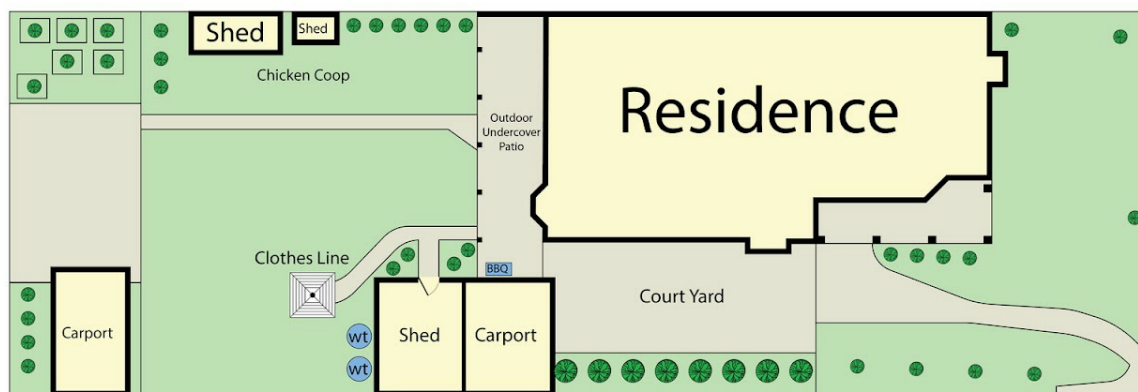 Shed
Shed
Chicken Coop
Outdoor
Undercover
Patio
Residence
Clothes Line
BBQ
Court Yard
Carport
wt
wt
Shed
Carport